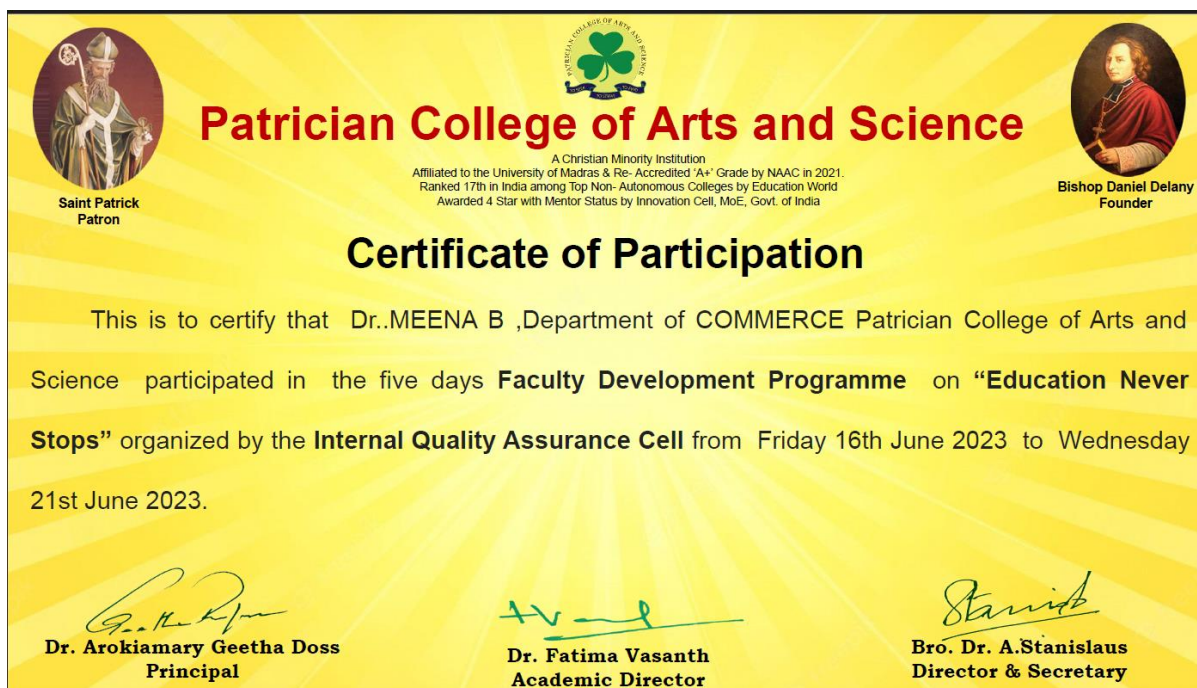 PATRICIAN COLLEGE OF ARTS AND SCIENCE
Patrician College of Arts and Science
A Christian Minority Institution
Affiliated to the University of Madras & Re- Accredited ‘A+’ Grade by NAAC in 2021.
Ranked 17th in India among Top Non- Autonomous Colleges by Education World
Awarded 4 Star with Mentor Status by Innovation Cell, MoE, Govt. of India
Saint Patrick
Patron
Bishop Daniel Delany
Founder
Certificate of Participation
This is to certify that Dr..MEENA B ,Department of COMMERCE Patrician College of Arts and
Science participated in the five days Faculty Development Programme on “Education Never
Stops” organized by the Internal Quality Assurance Cell from Friday 16th June 2023 to Wednesday
21st June 2023.
Dr. Arokiamary Geetha Doss
Principal
Dr. Fatima Vasanth
Academic Director
Bro. Dr. A.Stanislaus
Director & Secretary